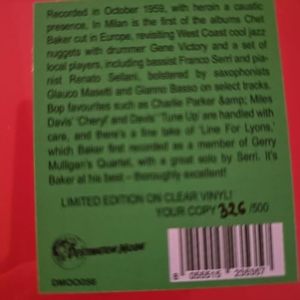 Recorded in October 1959, with heroin a caustic
presence. In Milan is the first of the albums Chet
Baker cut in Europe, revisiting West Coast cool jazz
nuggets with drummer Gene Victory and a set of
local players, including bassist Franco Serri and pia-
nist Renato Sellani, bolstered by saxophonists
Glauco Masetti and Gianno Basso on select tracks.
Bop favourites such as Charlie Parker &amp; Miles
Davis' 'Cheryl' and Davis' 'Tune Up' are handled with
care, and there's a fine take of 'Line For Lyons,'
which Baker first recorded as a member of Gerry
Mulligan's Quartet, with a great solo by Serri. It's
Baker at his best – thoroughly excellent!
LIMITED EDITION ON CLEAR VINYL!
YOUR COPY 326 /500
DESTINATION MOON
DMOO056